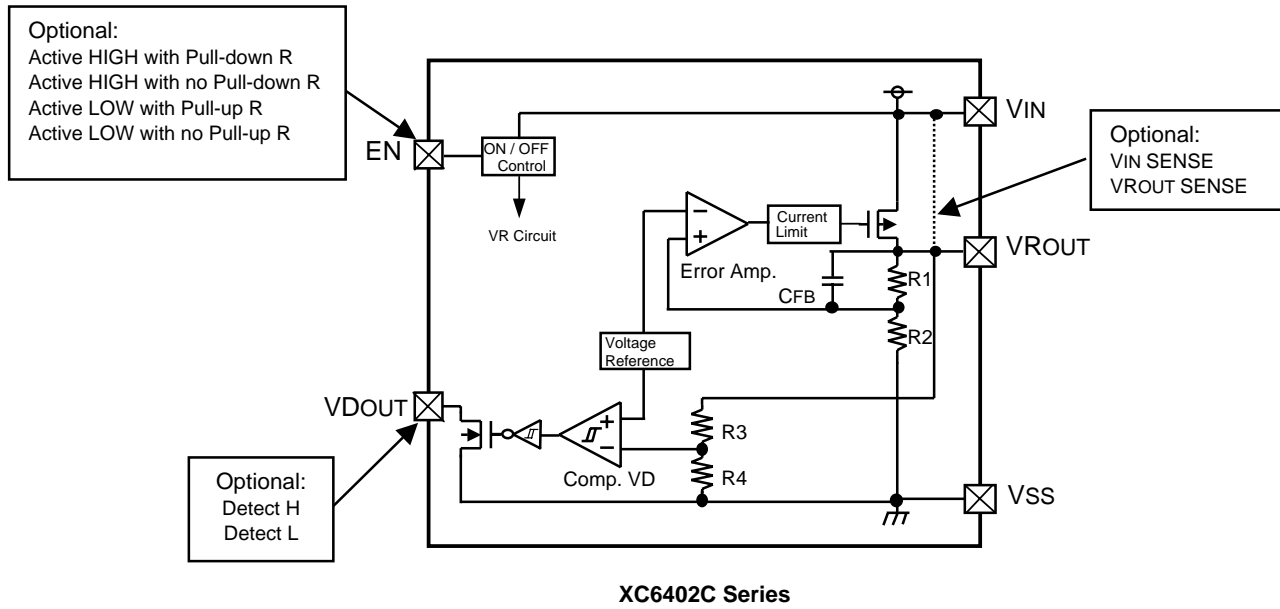 Optional:
Active HIGH with Pull-down R
Active HIGH with no Pull-down R
Active LOW with Pull-up R
Active LOW with no Pull-up R
EN
ON / OFF
Control
VR Circuit
VIN
Optional:
VIN SENSE
VROUT SENSE
−
+
Error Amp.
Current
Limit
VROUT
CFB
R1
R2
Voltage
Reference
VDOUT
+
−
Comp. VD
R3
R4
Optional:
Detect H
Detect L
VSS
XC6402C Series